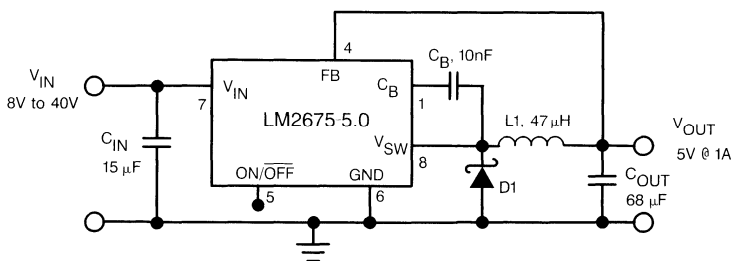 4
C_B, 10nF
V_IN
8V to 40V
7
V_IN
FB
C_B
1
LM2675-5.0
L1, 47 μH
V_OUT
5V @ 1A
C_IN
15 μF
V_SW
8
ON/OFF
GND
5
6
D1
C_OUT
68 μF